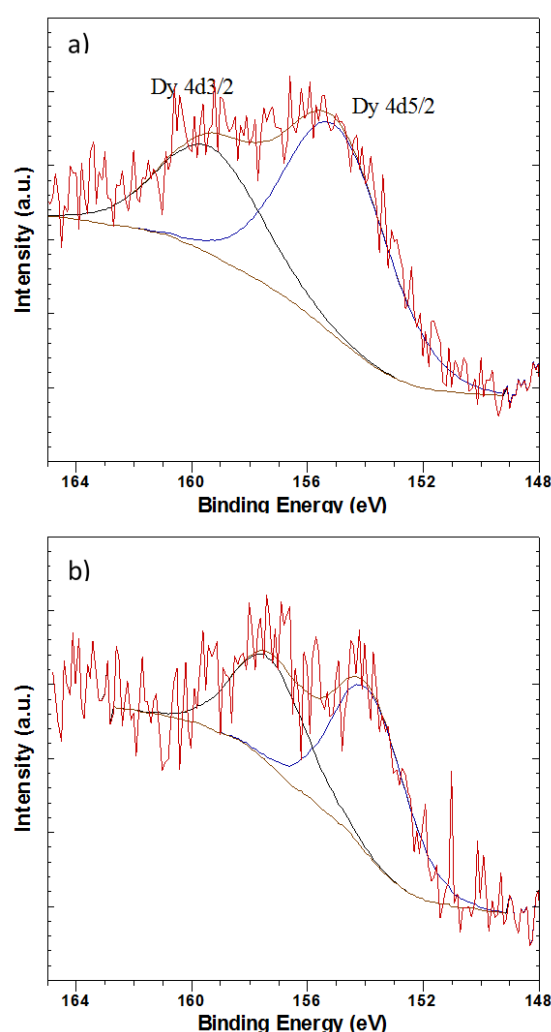 a)
Dy 4d3/2
Dy 4d5/2
Intensity (a.u.)
164 160 156 152 148
Binding Energy (eV)
b)
Intensity (a.u.)
164 160 156 152 148
Binding Energy (eV)